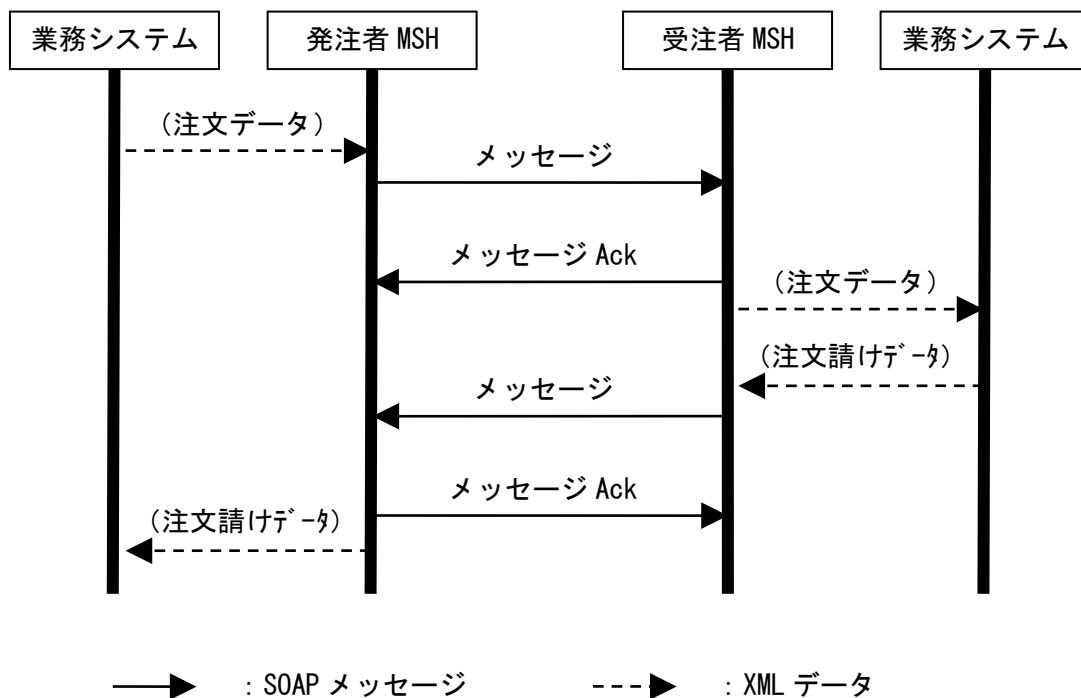 業務システム
発注者 MSH
受注者 MSH
業務システム
（注文データ）
メッセージ
メッセージ Ack
（注文データ）
（注文請けﾃﾞｰﾀ）
メッセージ
メッセージ Ack
（注文請けﾃﾞｰﾀ）
：SOAP メッセージ
：XML データ